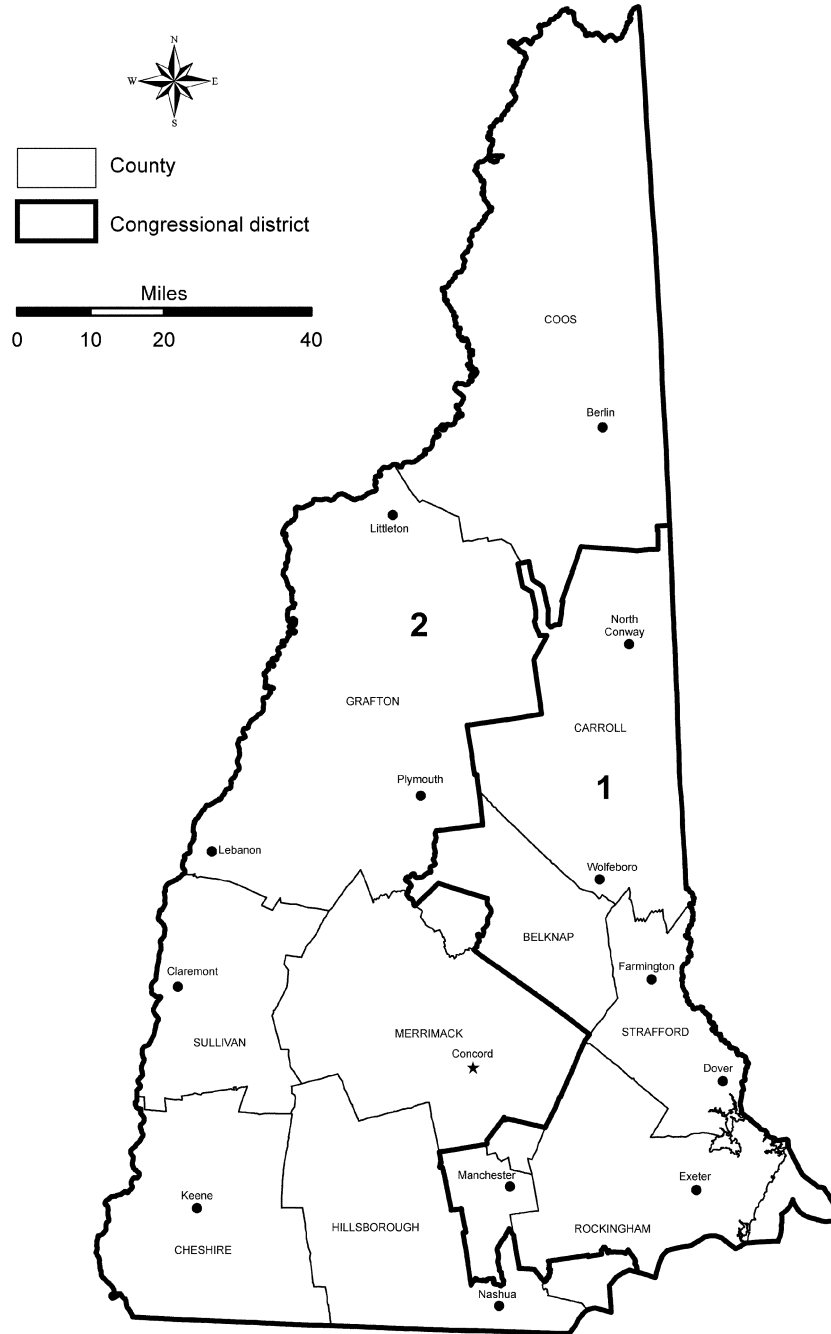 N
W E
S
County
Congressional district
Miles
0 10 20 40
COOS
Berlin
Littleton
2
North
Conway
GRAFTON
CARROLL
Plymouth
1
Lebanon
Wolfeboro
BELKNAP
Farmington
Claremont
STRAFFORD
MERRIMACK
SULLIVAN
Concord
Dover
Manchester
Exeter
Keene
HILLSBOROUGH
ROCKINGHAM
CHESHIRE
Nashua